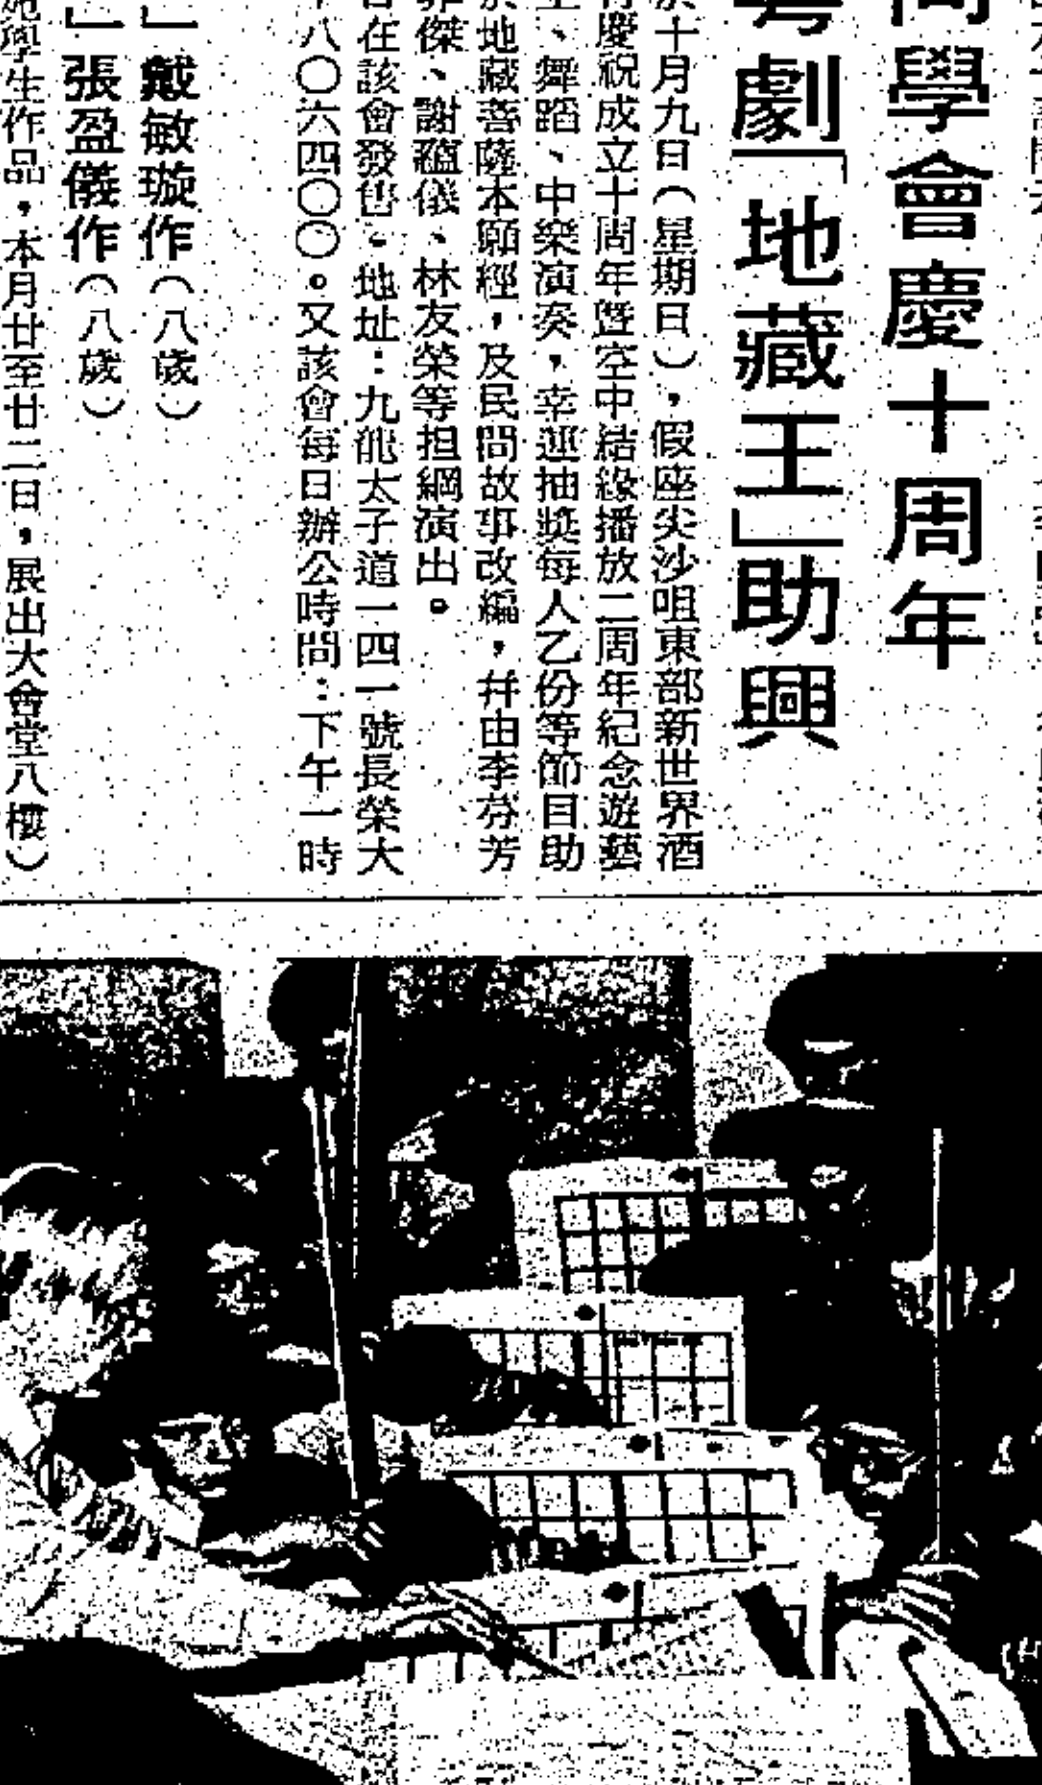 同學會慶十周年
粵劇「地藏王」助興
於十月九日（星期日），假座尖沙咀東部新世界酒
慶祝成立十周年暨空中結緣播放二周年紀念遊藝
、舞蹈、中樂演奏，幸運抽獎每人乙份等節目助
於地藏菩薩本願經，及民間故事改編，幷由李芬芳
傑、謝蘊儀、林友榮等担綱演出。
在該會發售。地址：九龍太子道一四一號長榮大
八〇六四〇〇。又該會每日辦公時間：下午一時
」戴敏璇作（八歲）
」張盈儀作（八歲）
學生作品，本月廿至廿二日，展出大會堂八樓）